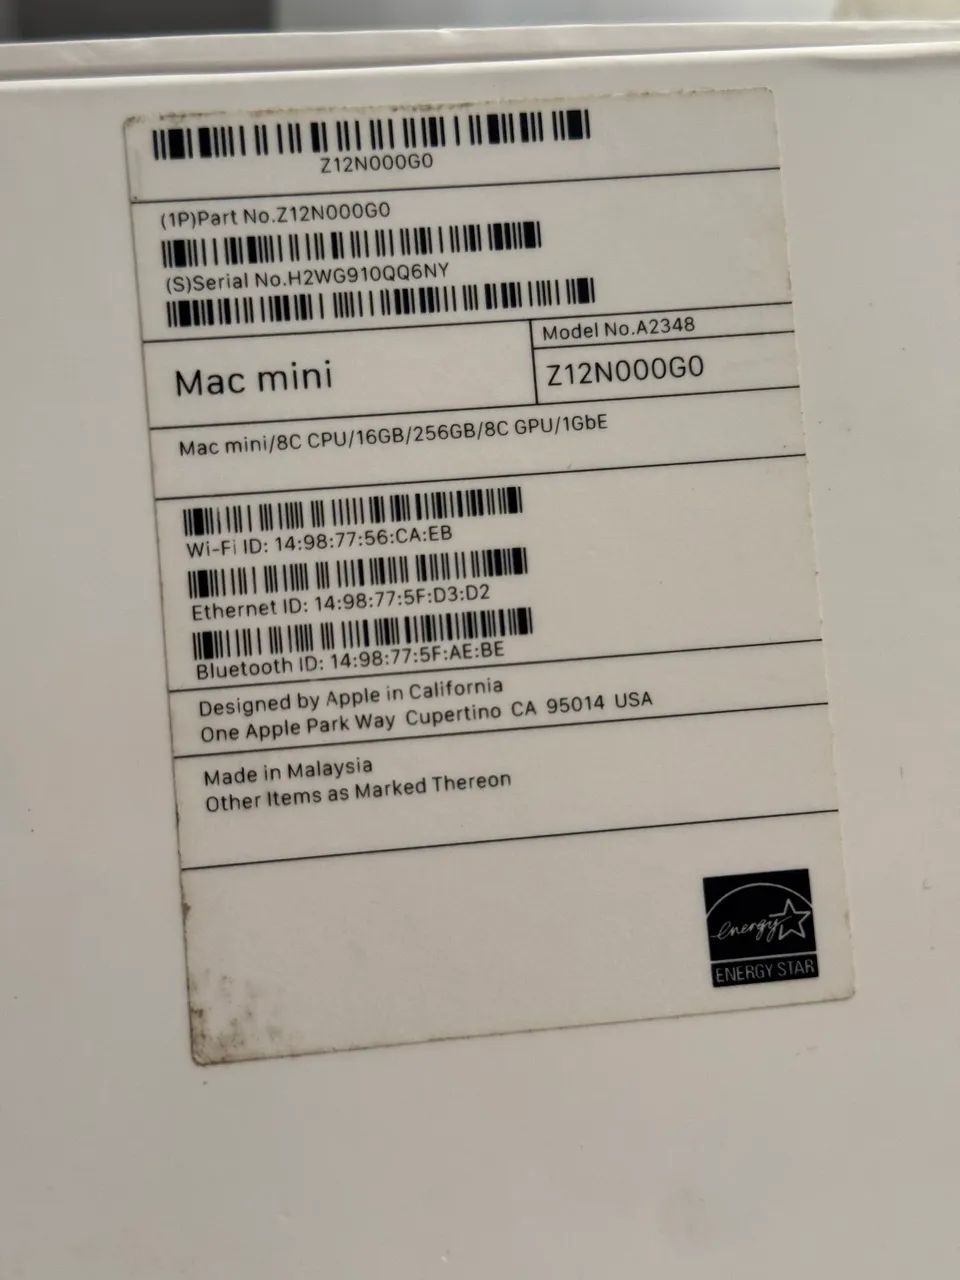 Z12N000G0
(1P)Part No.Z12N000G0
(S)Serial No.H2WG910QQ6NY
Mac mini
Model No.A2348
Z12N000G0
Mac mini/8C CPU/16GB/256GB/8C GPU/1GbE
Wi-Fi ID: 14:98:77:56:CA:EB
Ethernet ID: 14:98:77:5F:D3:D2
Bluetooth ID: 14:98:77:5F:AE:BE
Designed by Apple in California
One Apple Park Way Cupertino CA 95014 USA
Made in Malaysia
Other Items as Marked Thereon
energy
ENERGY STAR